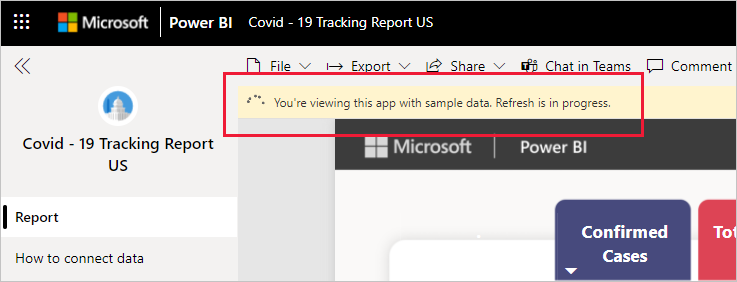 Microsoft Power BI Covid - 19 Tracking Report US
File Export Share Chat in Teams Comment
You're viewing this app with sample data. Refresh is in progress.
Covid - 19 Tracking Report
US
Microsoft Power BI
Report
How to connect data
Confirmed
Cases
Tot